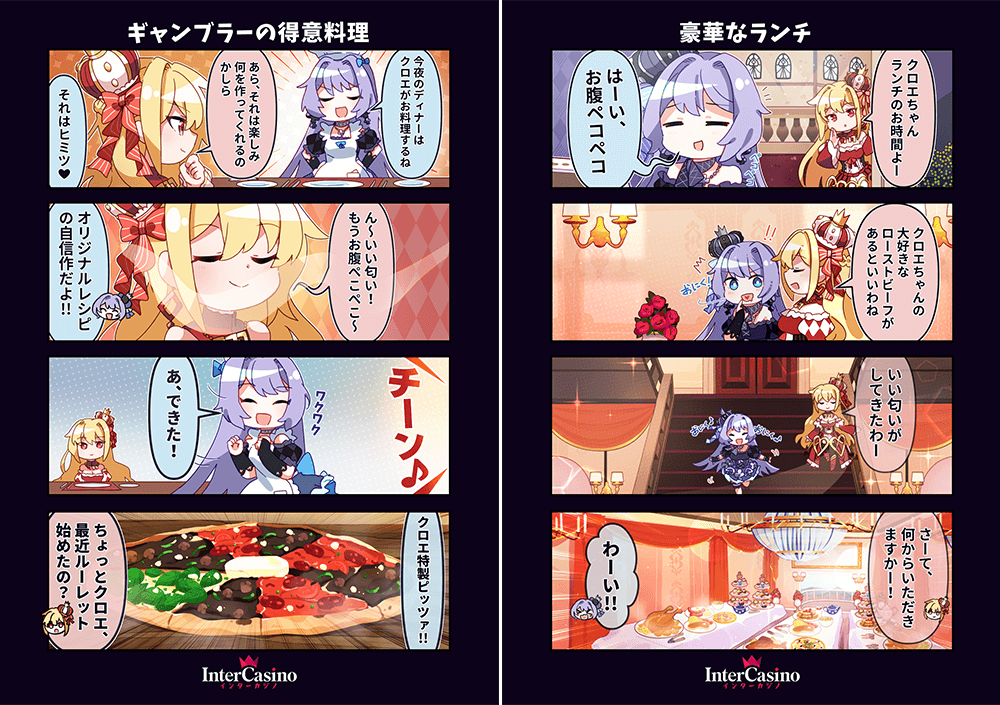 ギャンブラーの得意料理
今夜のディナーは
クロエがお料理するね
あら、それは楽しみ
何を作ってくれるの
かしら
それはヒミツ♥
ん〜いい匂い！
もうお腹ぺこぺこ〜
オリジナルレシピ
の自信作だよ!!
チーン♪
ワクワク
あ、できた！
クロエ特製ピッツァ!!
ちょっとクロエ、
最近ルーレット
始めたの？
InterCasino
インターカジノ
豪華なランチ
クロエちゃん
ランチのお時間よー
はーい、
お腹ペコペコ
クロエちゃんの
大好きな
ローストビーフが
あるといいわね
!!
おにく!
いい匂いが
してきたわー
おにく♪
おにく♪
さーて、
何からいただき
ますかー！
わーい!!
InterCasino
インターカジノ